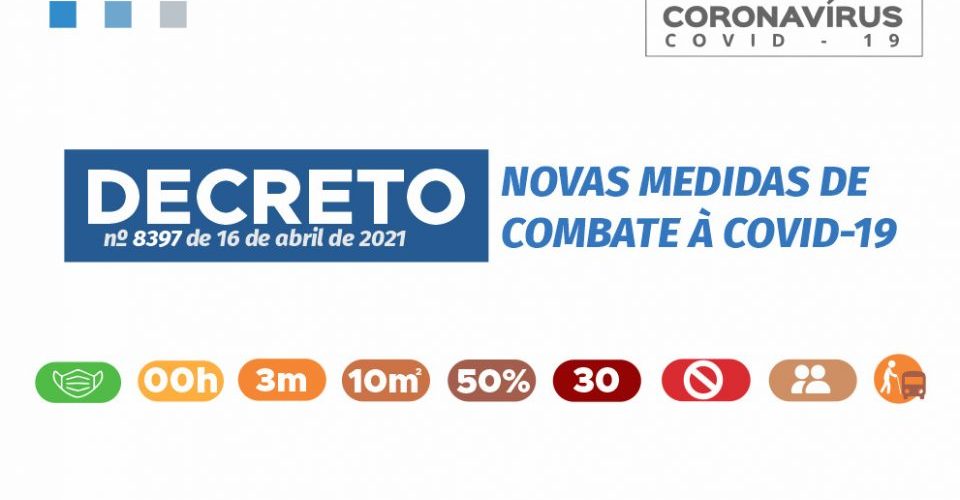 CORONAVÍRUS
COVID - 19
DECRETO
nº 8397 de 16 de abril de 2021
NOVAS MEDIDAS DE
COMBATE À COVID-19
00h 3m 10m² 50% 30